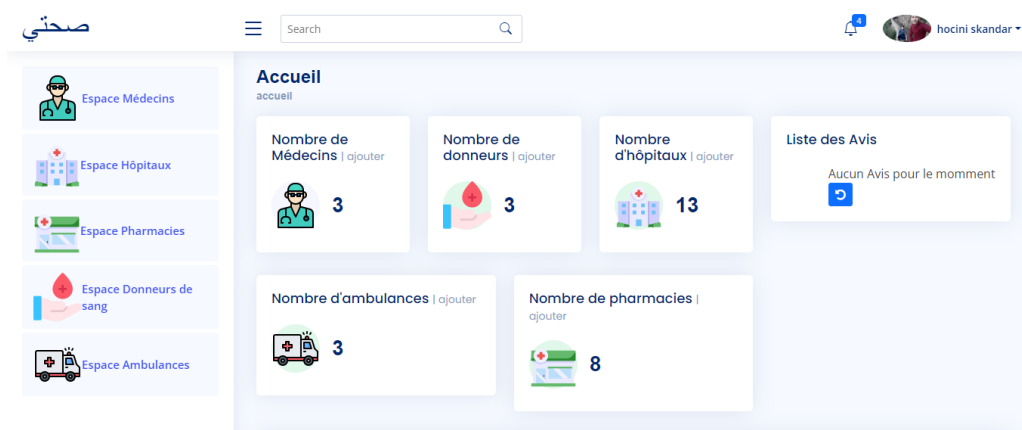 صحتي
Search
4
hocini skandar
Espace Médecins
Espace Hôpitaux
Espace Pharmacies
Espace Donneurs de
sang
Espace Ambulances
Accueil
accueil
Nombre de
Médecins | ajouter
3
Nombre de
donneurs | ajouter
3
Nombre
d'hôpitaux | ajouter
13
Liste des Avis
Aucun Avis pour le momment
Nombre d'ambulances | ajouter
3
Nombre de pharmacies |
ajouter
8